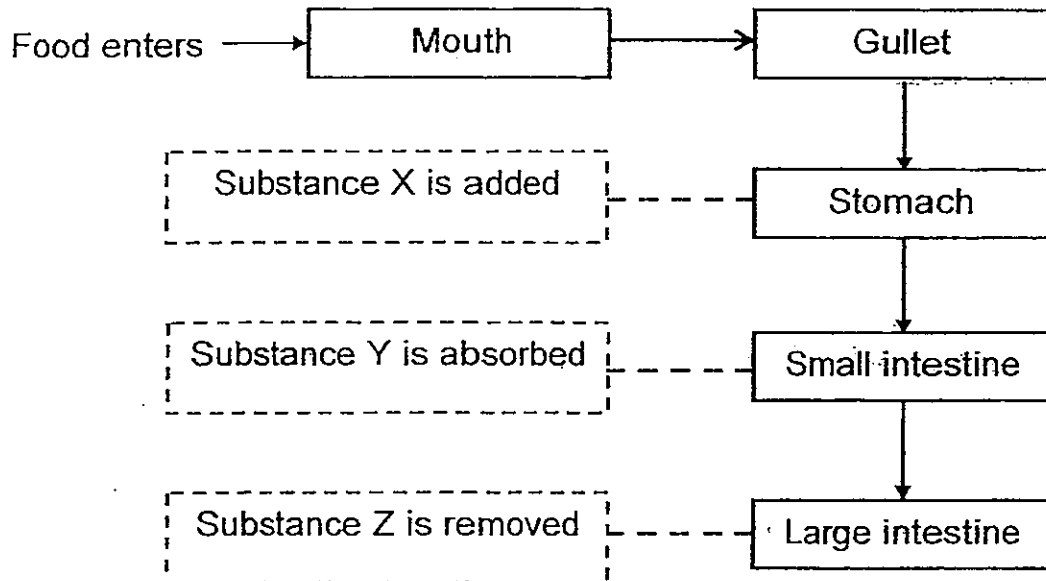 Food enters
Mouth
Gullet
Substance X is added
Stomach
Substance Y is absorbed
Small intestine
Substance Z is removed
Large intestine